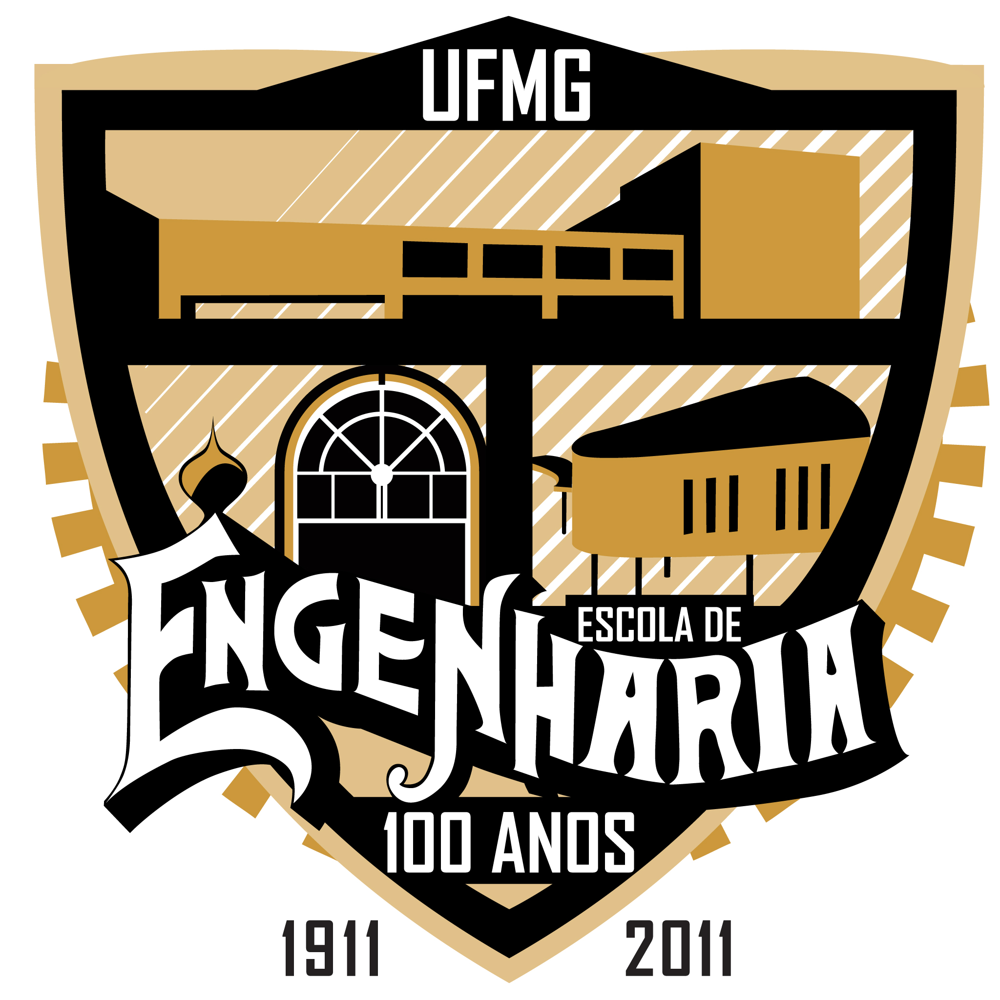 UFMG
ESCOLA DE
ENGENHARIA
100 ANOS
1911
2011